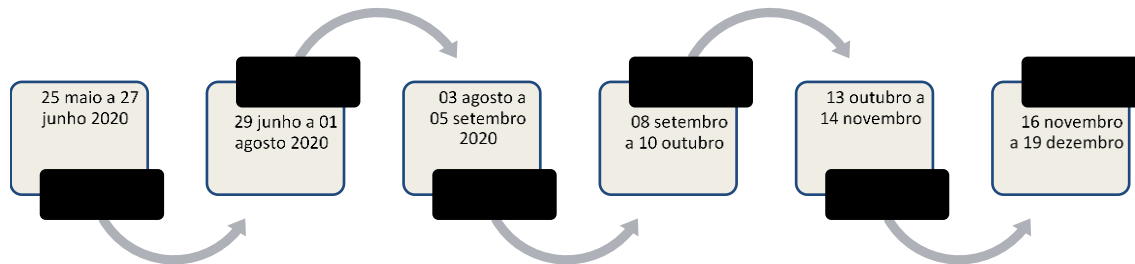 25 maio a 27
junho 2020
29 junho a 01
agosto 2020
03 agosto a
05 setembro
2020
08 setembro
a 10 outubro
13 outubro a
14 novembro
16 novembro
a 19 dezembro